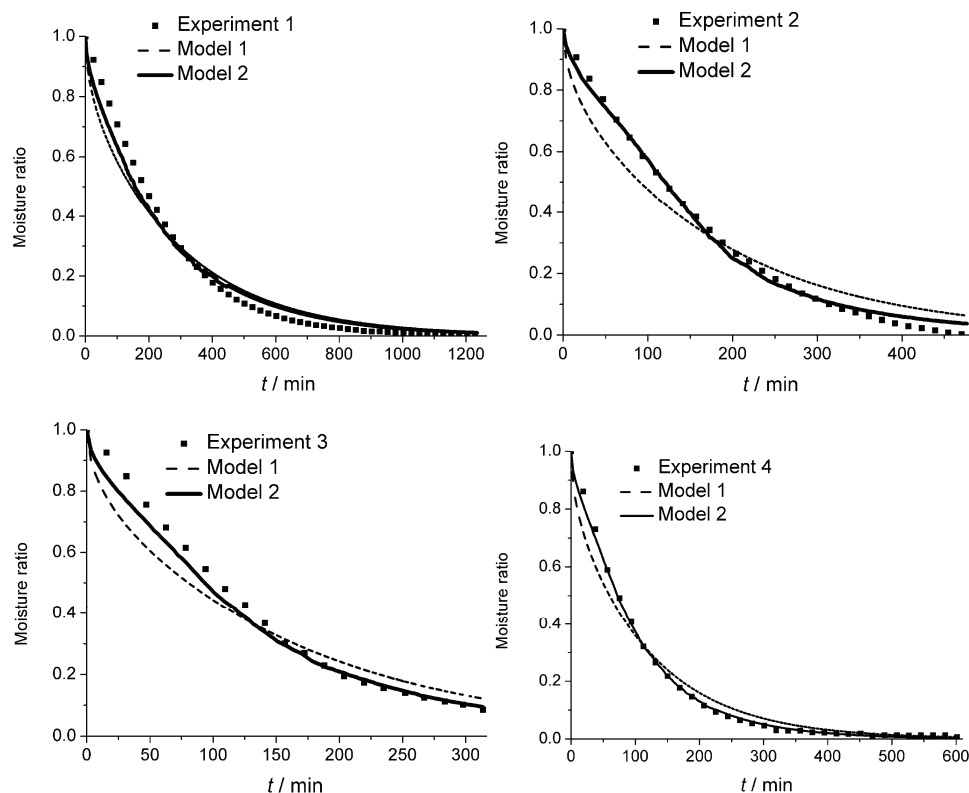 Experiment 1
Model 1
Model 2
1.0
0.8
0.6
0.4
0.2
0.0
Moisture ratio
0 200 400 600 800 1000 1200
t / min
Experiment 2
Model 1
Model 2
1.0
0.8
0.6
0.4
0.2
0.0
Moisture ratio
0 100 200 300 400
t / min
Experiment 3
Model 1
Model 2
1.0
0.8
0.6
0.4
0.2
0.0
Moisture ratio
0 50 100 150 200 250 300
t / min
Experiment 4
Model 1
Model 2
1.0
0.8
0.6
0.4
0.2
0.0
Moisture ratio
0 100 200 300 400 500 600
t / min